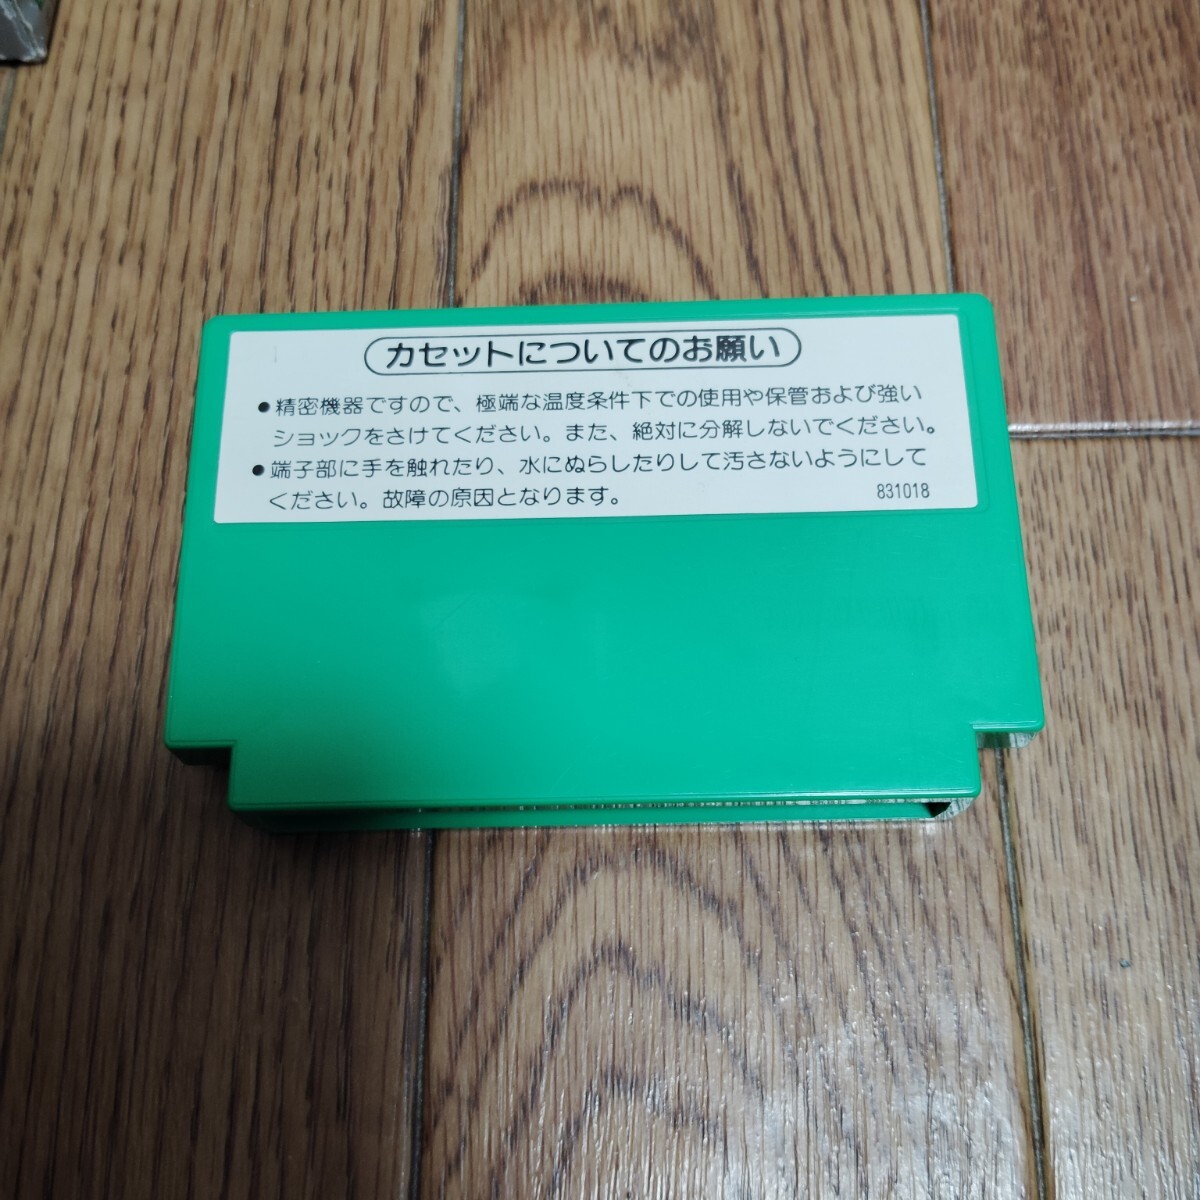 カセットについてのお願い
●精密機器ですので、極端な温度条件下での使用や保管および強い
ショックをさけてください。また、絶対に分解しないでください。
●端子部に手を触れたり、水にぬらしたりして汚さないようにして
ください。故障の原因となります。 831018